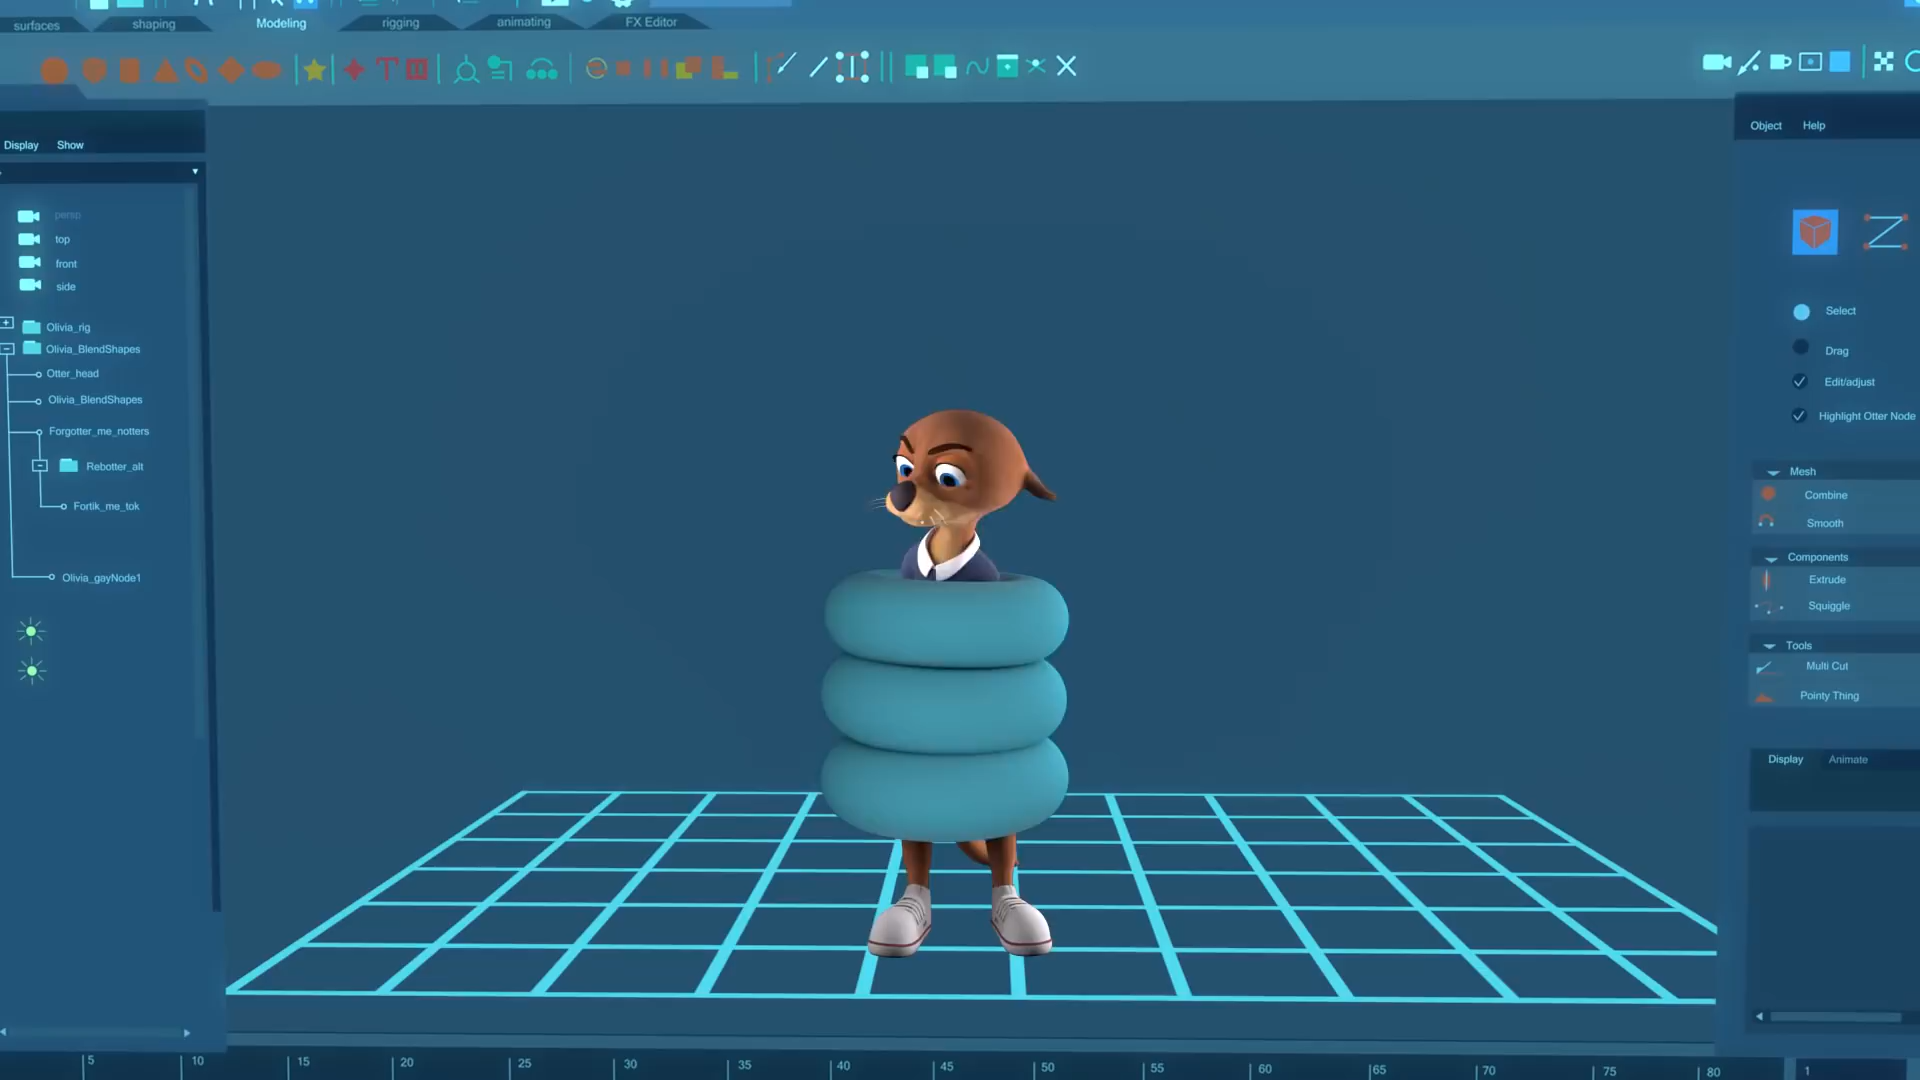 surfaces shaping Modeling rigging animating FX Editor
Display Show
persp
top
front
side
Olivia_rig
Olivia_BlendShapes
Otter_head
Olivia_BlendShapes
Forgotter_me_notters
Rebotter_alt
Fortik_me_tok
Olivia_gayNode1
Object Help
Select
Drag
Edit/adjust
Highlight Otter Node
Mesh
Combine
Smooth
Components
Extrude
Squiggle
Tools
Multi Cut
Pointy Thing
Display Animate
5 10 15 20 25 30 35 40 45 50 55 60 65 70 75 80 1